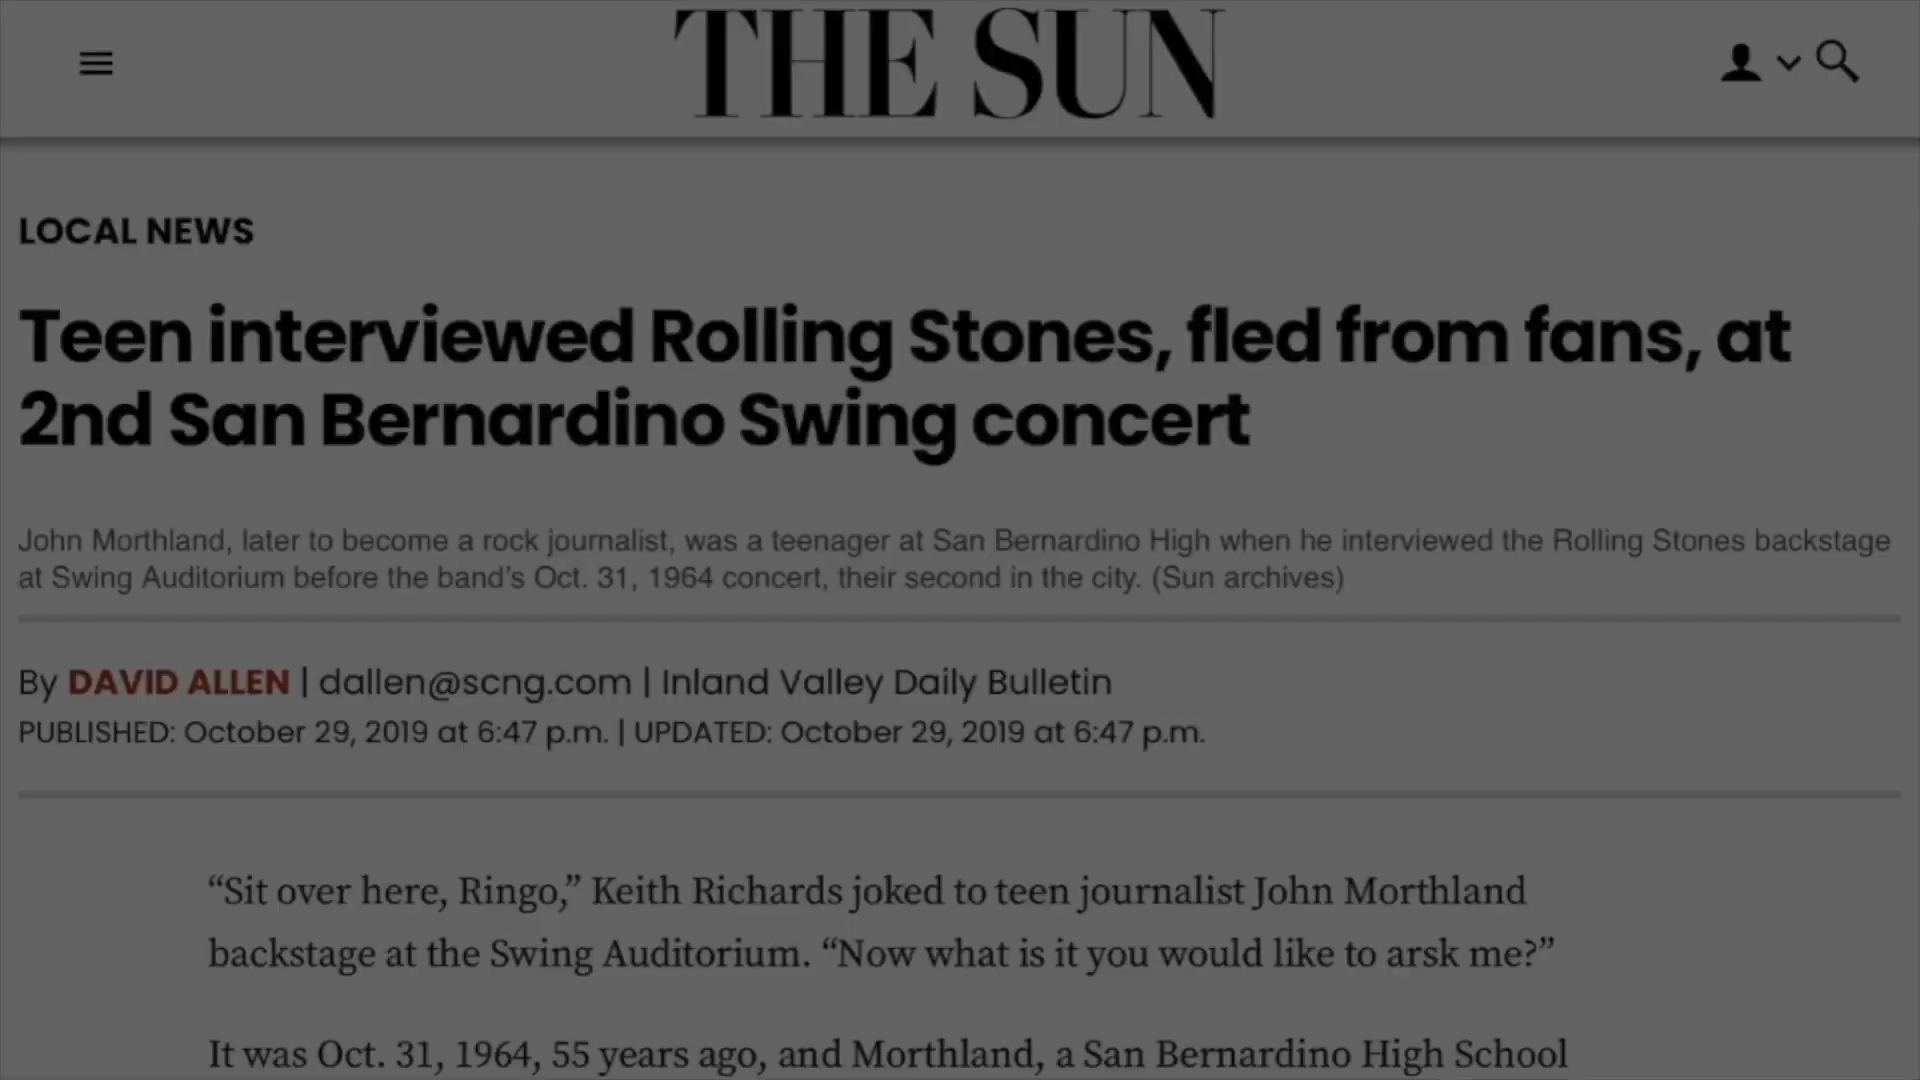 THE SUN
LOCAL NEWS
Teen interviewed Rolling Stones, fled from fans, at
2nd San Bernardino Swing concert
John Morthland, later to become a rock journalist, was a teenager at San Bernardino High when he interviewed the Rolling Stones backstage
at Swing Auditorium before the band's Oct. 31, 1964 concert, their second in the city. (Sun archives)
By DAVID ALLEN | dallen@scng.com | Inland Valley Daily Bulletin
PUBLISHED: October 29, 2019 at 6:47 p.m. | UPDATED: October 29, 2019 at 6:47 p.m.
“Sit over here, Ringo,” Keith Richards joked to teen journalist John Morthland
backstage at the Swing Auditorium. “Now what is it you would like to arsk me?”
It was Oct. 31, 1964, 55 years ago, and Morthland, a San Bernardino High School